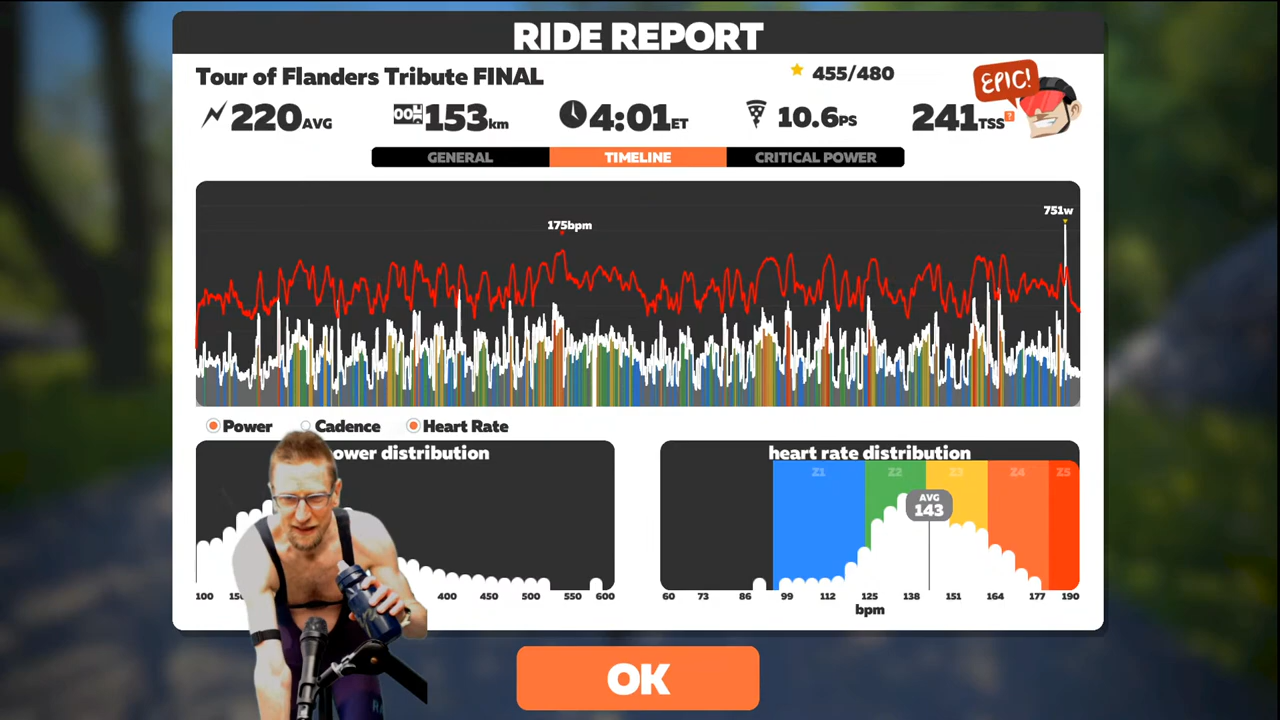 RIDE REPORT
Tour of Flanders Tribute FINAL
455/480
EPIC!
220AVG
153km
4:01ET
10.6PS
241TSS
?
GENERAL TIMELINE CRITICAL POWER
175bpm
751w
Power Cadence Heart Rate
ower distribution
100 400 450 500 550 600
heart rate distribution
Z1 Z2 Z3 Z4 Z5
AVG
143
60 73 86 99 112 125 138 151 164 177 190
bpm
OK